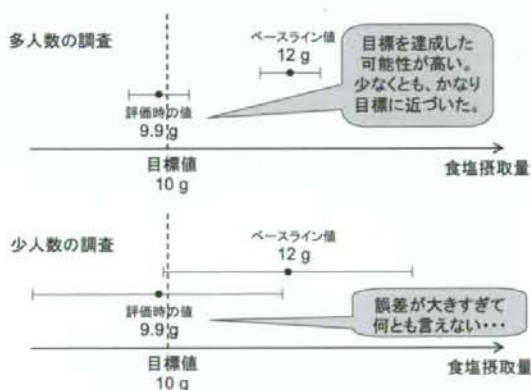 多人数の調査
ベースライン値
12 g
目標を達成した
可能性が高い。
少なくとも、かなり
目標に近づいた。
評価時の値
9.9 g
目標値
10 g
食塩摂取量
少人数の調査
ベースライン値
12 g
評価時の値
9.9 g
誤差が大きすぎて
何とも言えない・・・
目標値
10 g
食塩摂取量